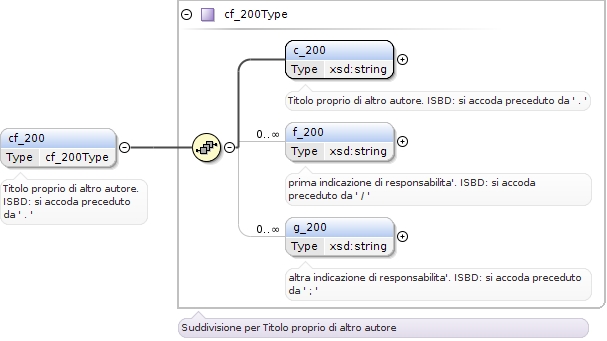 cf_200Type
c_200
Type xsd:string
Titolo proprio di altro autore. ISBD: si accoda preceduto da ' . '
cf_200
Type cf_200Type
Titolo proprio di altro autore.
ISBD: si accoda preceduto
da ' . '
0..∞
f_200
Type xsd:string
prima indicazione di responsabilita'. ISBD: si accoda
preceduto da ' / '
0..∞
g_200
Type xsd:string
altra indicazione di responsabilita'. ISBD: si accoda preceduto
da ' ; '
Suddivisione per Titolo proprio di altro autore